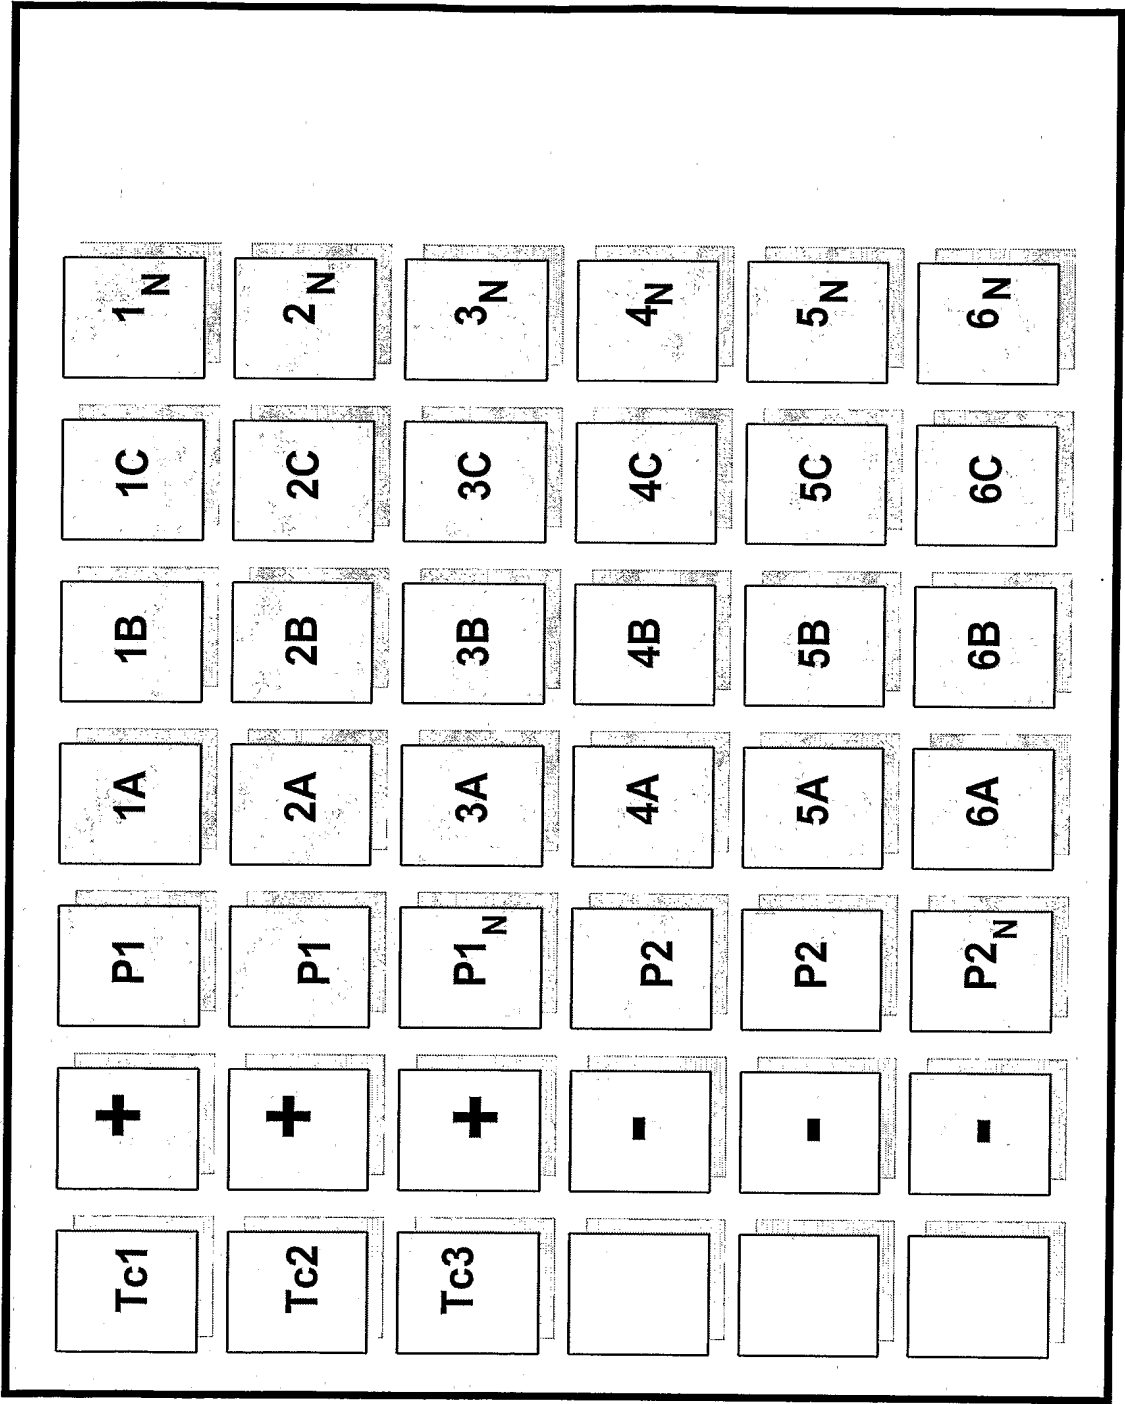 Tc1 + P1 1A 1B 1C 1N
Tc2 + P1 2A 2B 2C 2N
Tc3 + P1N 3A 3B 3C 3N
- P2 4A 4B 4C 4N
- P2 5A 5B 5C 5N
- P2N 6A 6B 6C 6N